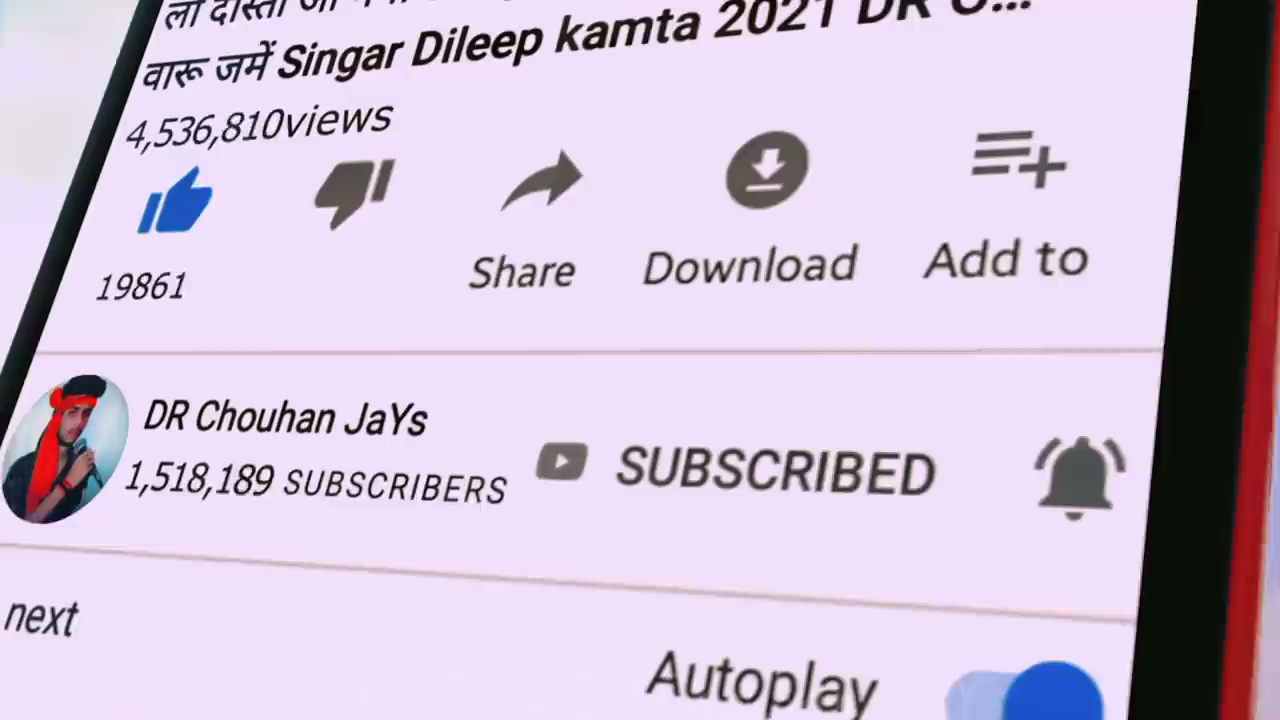 वारू जमें Singar Dileep kamta 2021 DR
4,536,810views
19861
Share
Download
Add to
DR Chouhan JaYs
1,518,189 SUBSCRIBERS
SUBSCRIBED
next
Autoplay